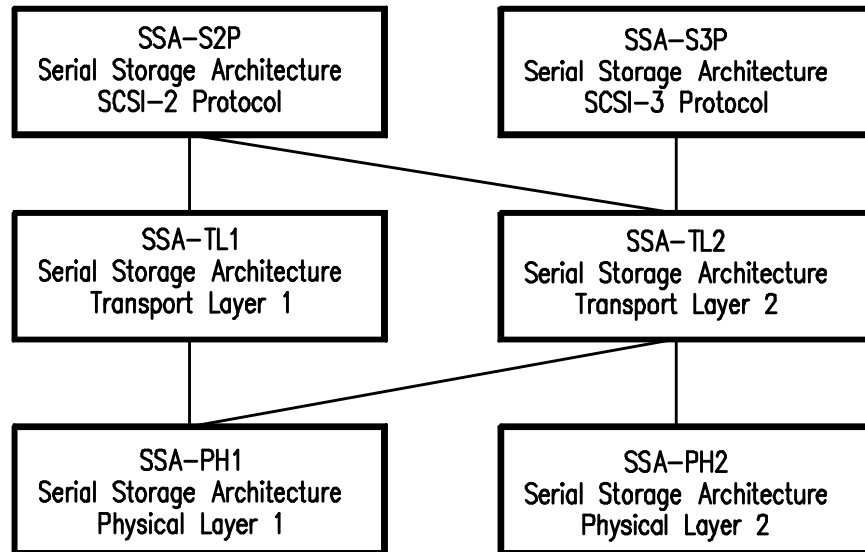 SSA-S2P
Serial Storage Architecture
SCSI-2 Protocol
SSA-S3P
Serial Storage Architecture
SCSI-3 Protocol
SSA-TL1
Serial Storage Architecture
Transport Layer 1
SSA-TL2
Serial Storage Architecture
Transport Layer 2
SSA-PH1
Serial Storage Architecture
Physical Layer 1
SSA-PH2
Serial Storage Architecture
Physical Layer 2